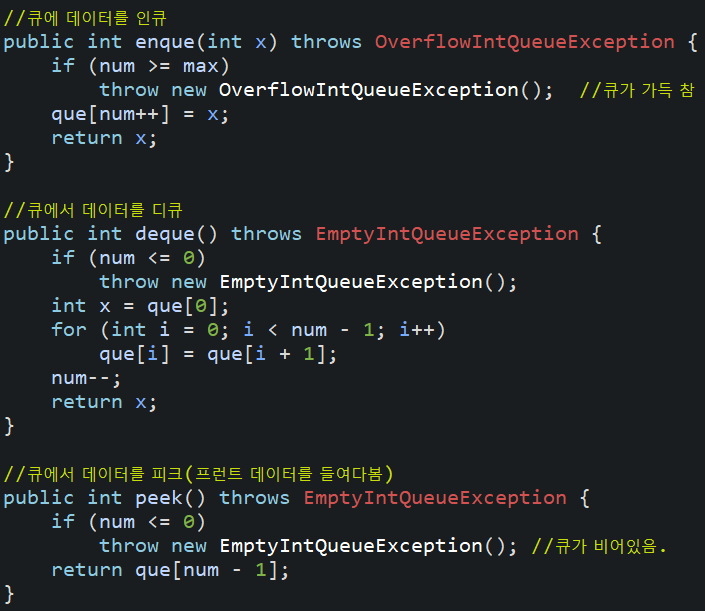 //큐에 데이터를 인큐
public int enque(int x) throws OverflowIntQueueException {
    if (num >= max)
        throw new OverflowIntQueueException();  //큐가 가득 참
    que[num++] = x;
    return x;
}

//큐에서 데이터를 디큐
public int deque() throws EmptyIntQueueException {
    if (num <= 0)
        throw new EmptyIntQueueException();
    int x = que[0];
    for (int i = 0; i < num - 1; i++)
        que[i] = que[i + 1];
    num--;
    return x;
}

//큐에서 데이터를 피크(프런트 데이터를 들여다봄)
public int peek() throws EmptyIntQueueException {
    if (num <= 0)
        throw new EmptyIntQueueException(); //큐가 비어있음.
    return que[num - 1];
}